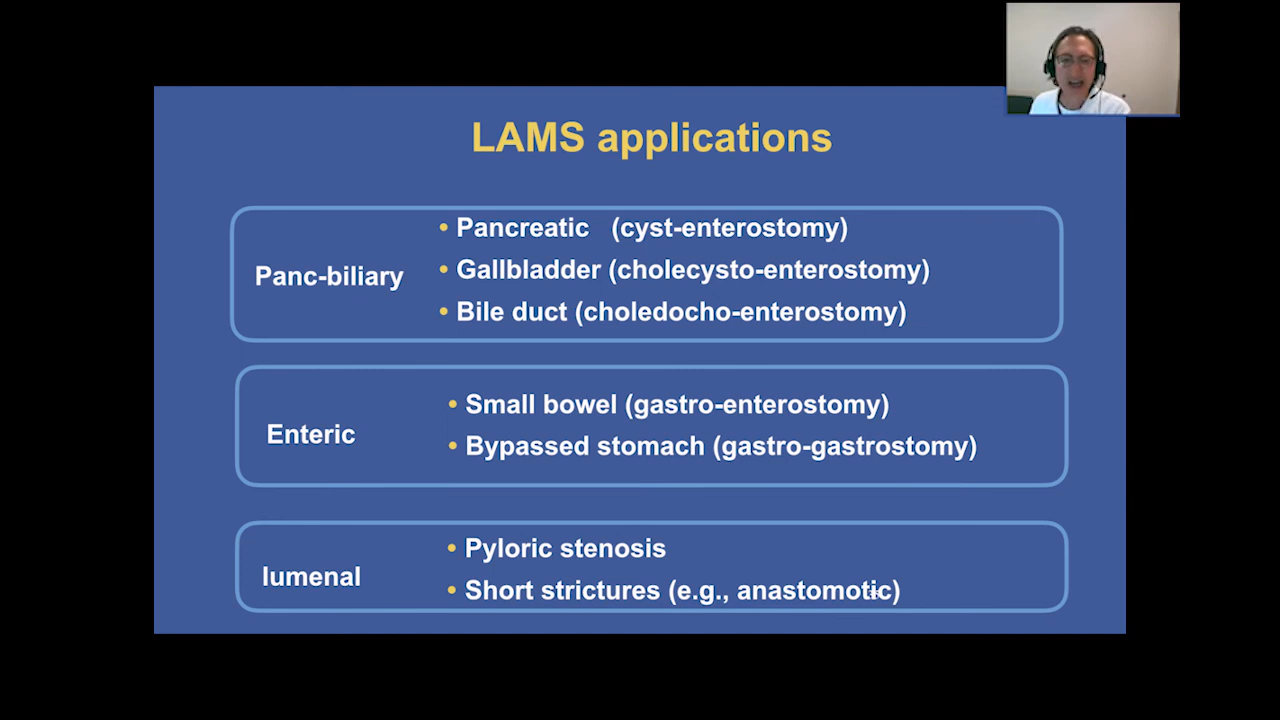 LAMS applications
Panc-biliary
• Pancreatic (cyst-enterostomy)
• Gallbladder (cholecysto-enterostomy)
• Bile duct (choledocho-enterostomy)
Enteric
• Small bowel (gastro-enterostomy)
• Bypassed stomach (gastro-gastrostomy)
lumenal
• Pyloric stenosis
• Short strictures (e.g., anastomotic)